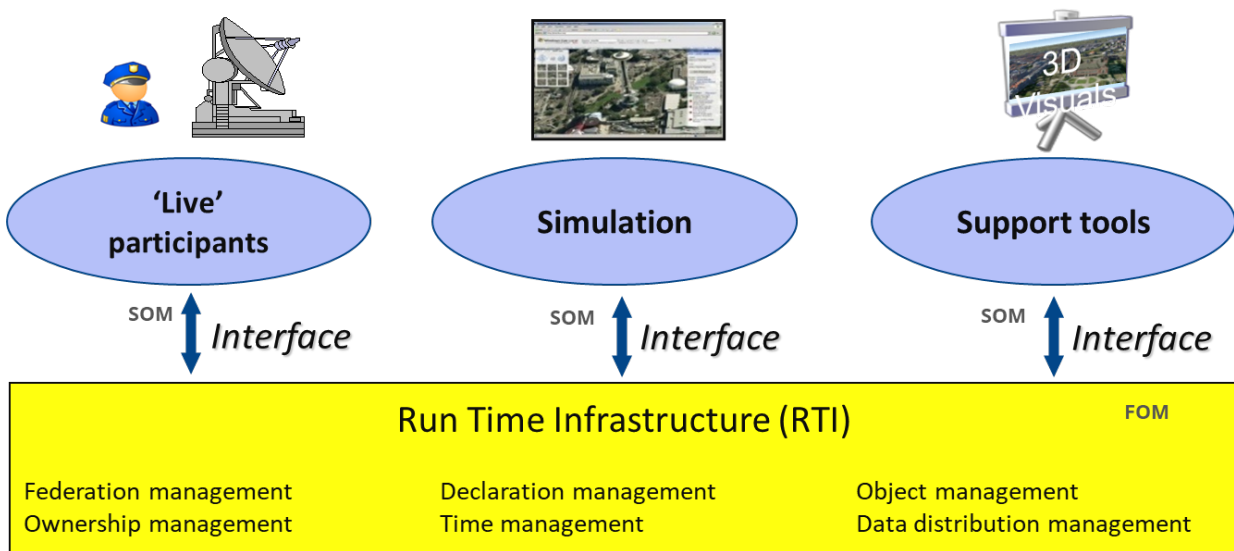 3D
visuals
‘Live’
participants
Simulation
Support tools
SOM
Interface
SOM
Interface
SOM
Interface
Run Time Infrastructure (RTI)
FOM
Federation management
Declaration management
Object management
Ownership management
Time management
Data distribution management